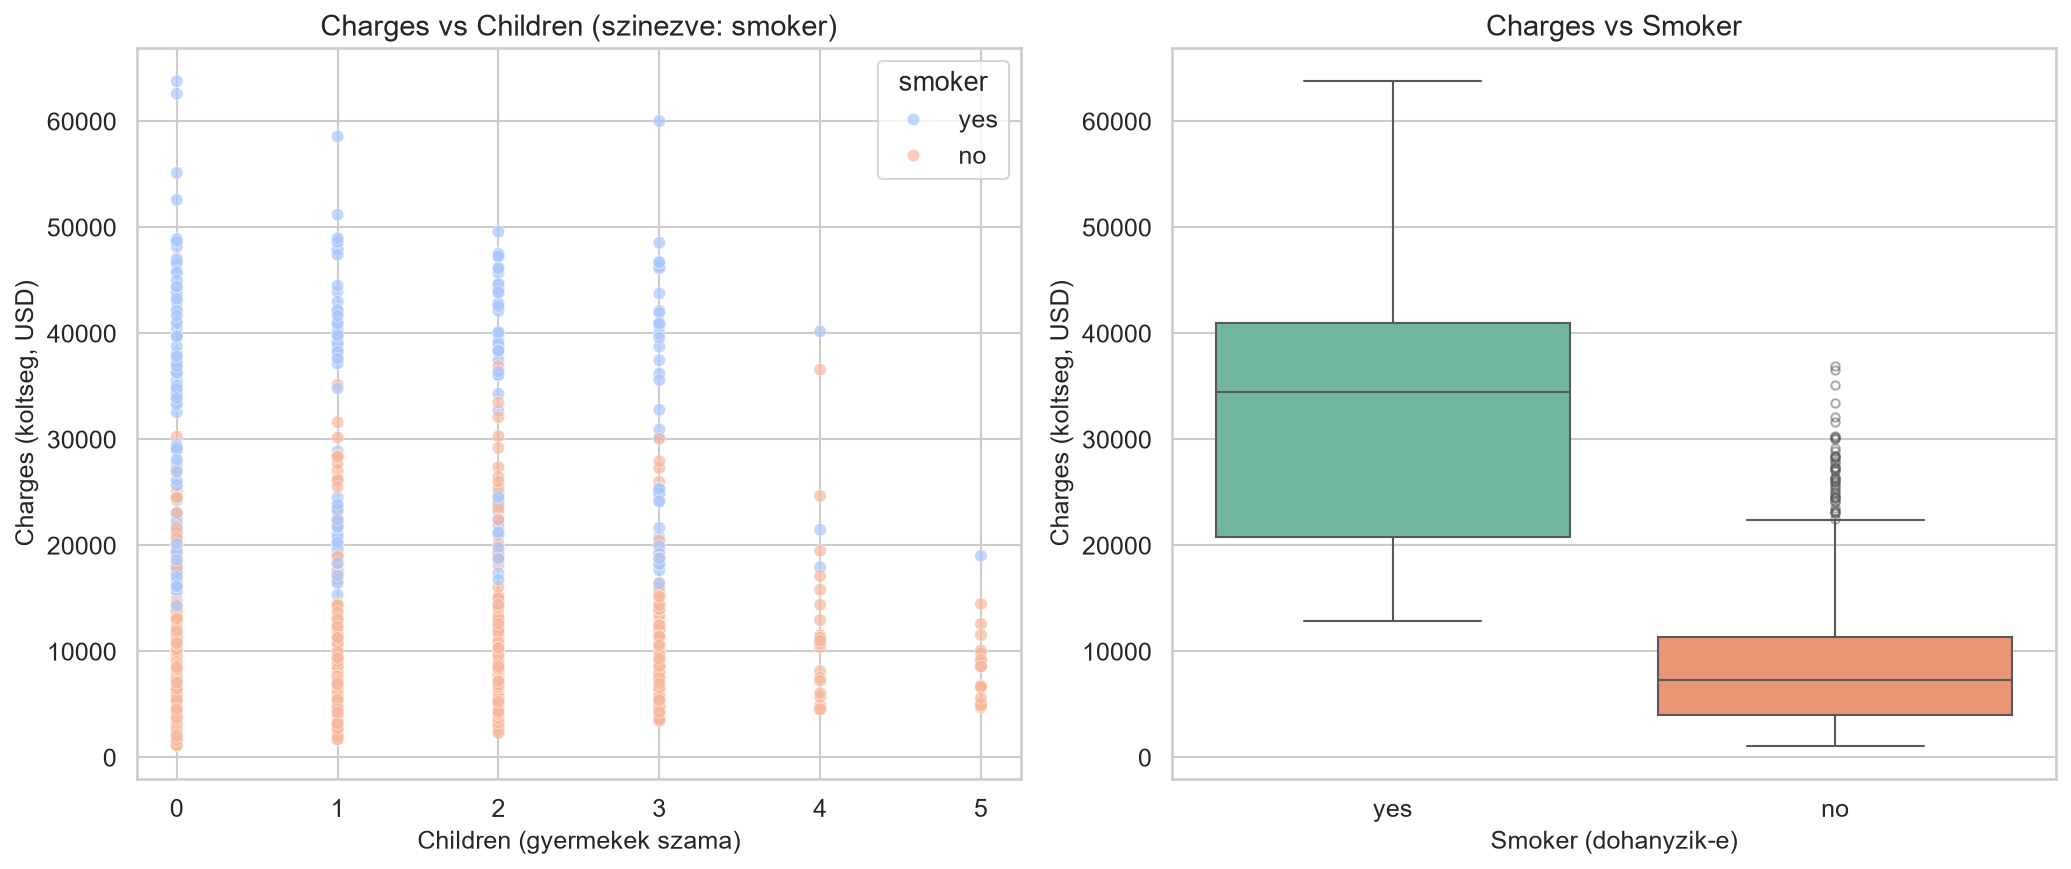 Charges vs Children (szinezve: smoker)
smoker
yes
no
60000
50000
40000
30000
20000
10000
0
Charges (koltseg, USD)
0 1 2 3 4 5
Children (gyermekek szama)
Charges vs Smoker
60000
50000
40000
30000
20000
10000
0
Charges (koltseg, USD)
yes no
Smoker (dohanyzik-e)